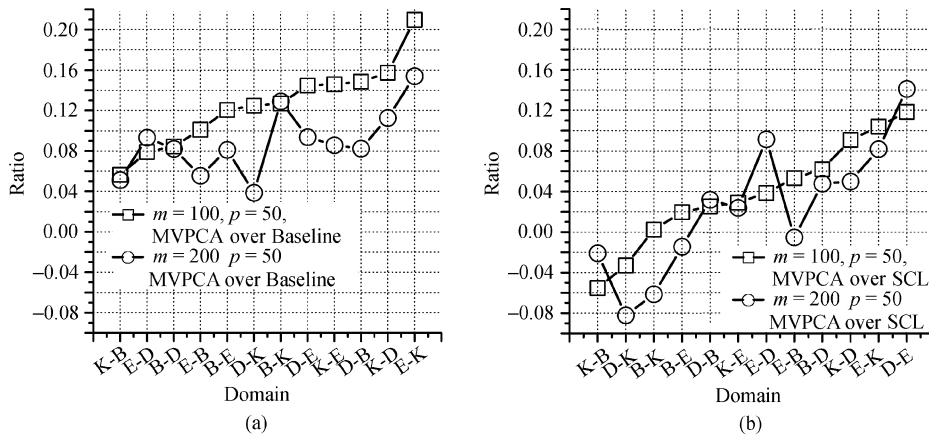 0.20
0.16
0.12
0.08
0.04
0.00
−0.04
−0.08
Ratio
m = 100, p = 50,
MVPCA over Baseline
m = 200 p = 50
MVPCA over Baseline
K-B
E-D
B-D
E-B
B-E
D-K
B-K
D-E
K-E
D-B
K-D
E-K
Domain
(a)
0.20
0.16
0.12
0.08
0.04
0.00
−0.04
−0.08
Ratio
m = 100, p = 50,
MVPCA over SCL
m = 200 p = 50
MVPCA over SCL
K-B
D-K
B-K
B-E
D-B
K-E
E-D
E-B
B-D
K-D
E-K
D-E
Domain
(b)